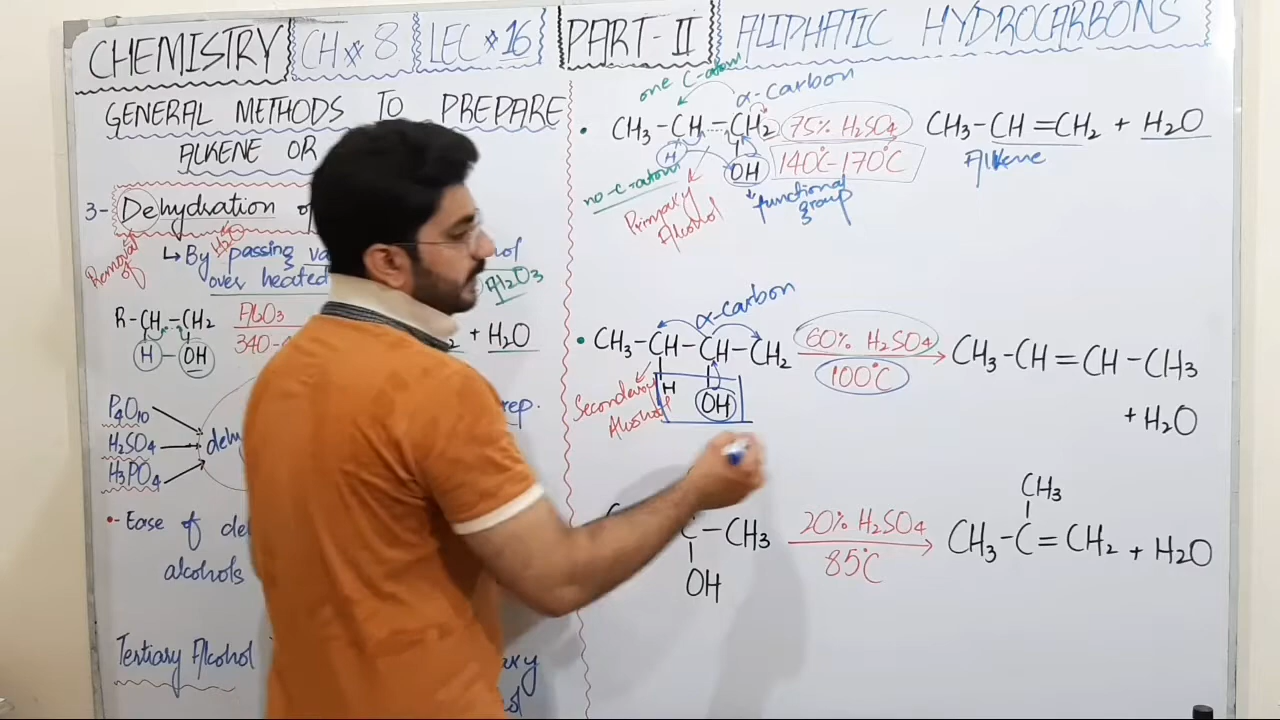 CHEMISTRY CH # 8 LEC # 16 PART-II ALIPHATIC HYDROCARBONS
GENERAL METHODS TO PREPARE
ALKENE OR
3- Dehydration of
H2O
Removal of
↳ By passing
over heated Al2O3
R-CH-CH2 Al2O3 + H2O
340-
H-OH
P4O10
H2SO4
H3PO4
rep.
•- Ease of
alcohols
Tertiary Alcohol
one C-atom
α-carbon
• CH3-CH-CH2 75% H2SO4 CH3-CH=CH2 + H2O
H OH 140°C-170°C Alkene
no-C-atom
Primary Alcohol
functional group
α-carbon
• CH3-CH-CH-CH2 60% H2SO4 CH3-CH=CH-CH3
100°C
H OH
+ H2O
Secondary Alcohol
CH3
C-CH3 20% H2SO4 CH3-C=CH2 + H2O
OH 85°C